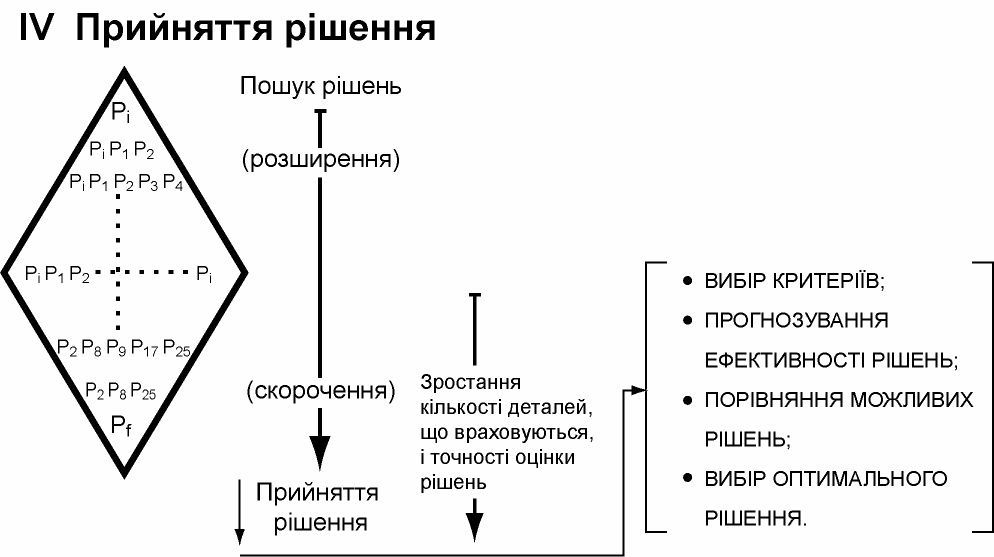 IV Прийняття рішення
Пошук рішень
(розширення)
(скорочення)
Прийняття
рішення
Pi
Pi P1 P2
Pi P1 P2 P3 P4
Pi P1 P2
Pi
P2 P8 P9 P17 P25
P2 P8 P25
Pf
Зростання
кількості деталей,
що враховуються,
і точності оцінки
рішень
• ВИБІР КРИТЕРІЇВ;
• ПРОГНОЗУВАННЯ
ЕФЕКТИВНОСТІ РІШЕНЬ;
• ПОРІВНЯННЯ МОЖЛИВИХ
РІШЕНЬ;
• ВИБІР ОПТИМАЛЬНОГО
РІШЕННЯ.